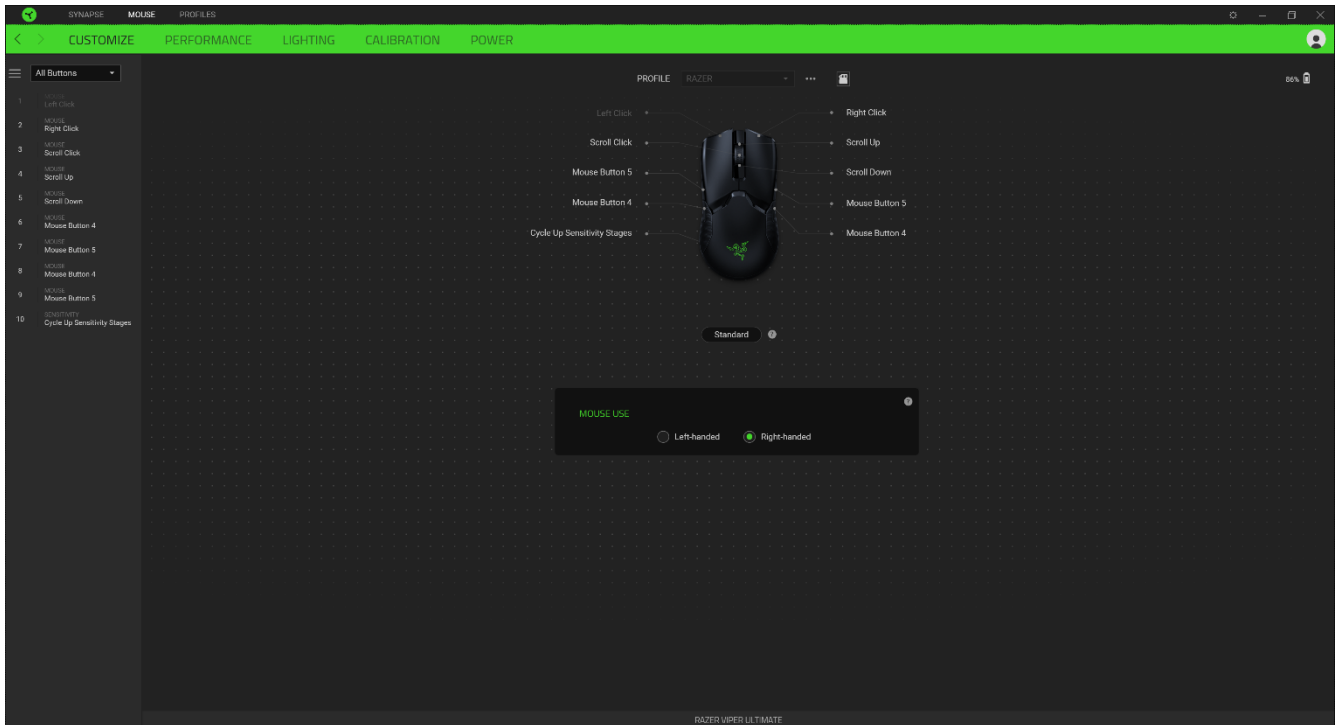 SYNAPSE MOUSE PROFILES
CUSTOMIZE PERFORMANCE LIGHTING CALIBRATION POWER
All Buttons
PROFILE RAZER
86%
1 MOUSE
Left Click
2 MOUSE
Right Click
3 MOUSE
Scroll Click
4 MOUSE
Scroll Up
5 MOUSE
Scroll Down
6 MOUSE
Mouse Button 4
7 MOUSE
Mouse Button 5
8 MOUSE
Mouse Button 4
9 MOUSE
Mouse Button 5
10 SENSITIVITY
Cycle Up Sensitivity Stages
Left Click
Scroll Click
Mouse Button 5
Mouse Button 4
Cycle Up Sensitivity Stages
Right Click
Scroll Up
Scroll Down
Mouse Button 5
Mouse Button 4
Standard ?
MOUSE USE ?
Left-handed Right-handed
RAZER VIPER ULTIMATE